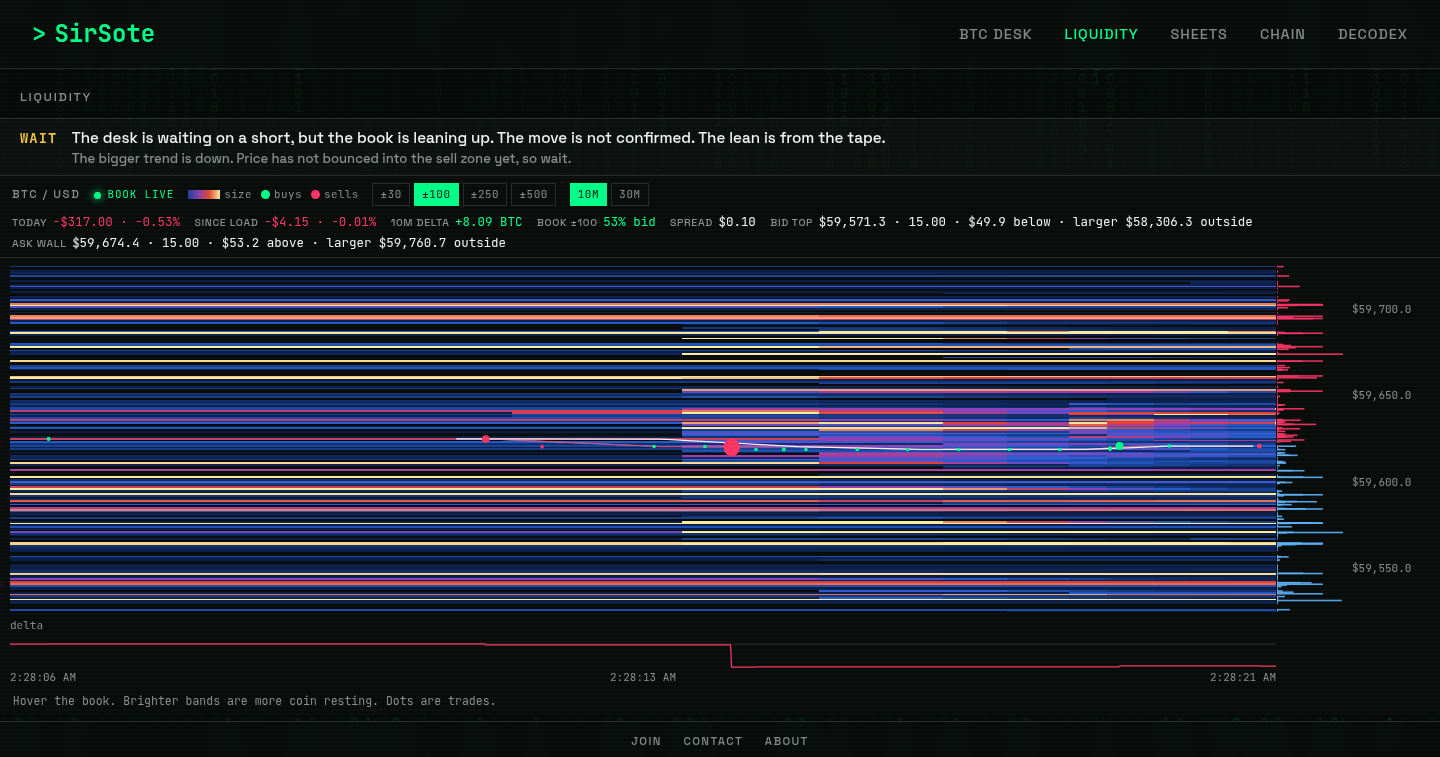 > SirSote
BTC DESK LIQUIDITY SHEETS CHAIN DECODEX
LIQUIDITY
WAIT The desk is waiting on a short, but the book is leaning up. The move is not confirmed. The lean is from the tape.
The bigger trend is down. Price has not bounced into the sell zone yet, so wait.
BTC / USD BOOK LIVE size buys sells ±30 ±100 ±250 ±500 10M 30M
TODAY -$317.00 · -0.53% SINCE LOAD -$4.15 · -0.01% 10M DELTA +8.09 BTC BOOK ±100 53% bid SPREAD $0.10 BID TOP $59,571.3 · 15.00 · $49.9 below · larger $58,306.3 outside
ASK WALL $59,674.4 · 15.00 · $53.2 above · larger $59,760.7 outside
$59,700.0
$59,650.0
$59,600.0
$59,550.0
delta
2:28:06 AM 2:28:13 AM 2:28:21 AM
Hover the book. Brighter bands are more coin resting. Dots are trades.
JOIN CONTACT ABOUT